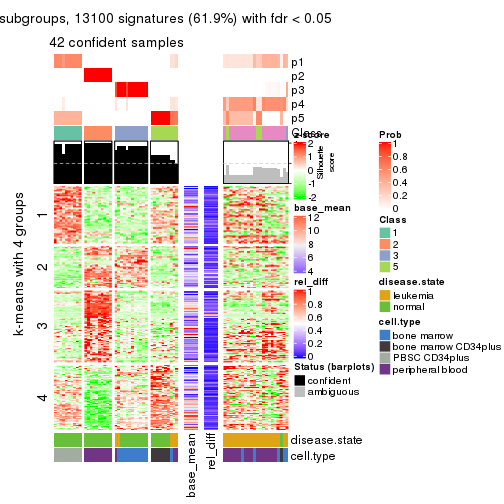 subgroups, 13100 signatures (61.9%) with fdr < 0.05
42 confident samples
p1
p2
p3
p4
p5
Class
z-score
2
1
0
-1
-2
Silhouette
score
base_mean
12
10
8
6
4
rel_diff
1
0.8
0.6
0.4
0.2
0
Status (barplots)
confident
ambiguous
Prob
1
0.8
0.6
0.4
0.2
0
Class
1
2
3
5
disease.state
leukemia
normal
cell.type
bone marrow
bone marrow CD34plus
PBSC CD34plus
peripheral blood
k-means with 4 groups
1
2
3
4
disease.state
cell.type
base_mean
rel_diff